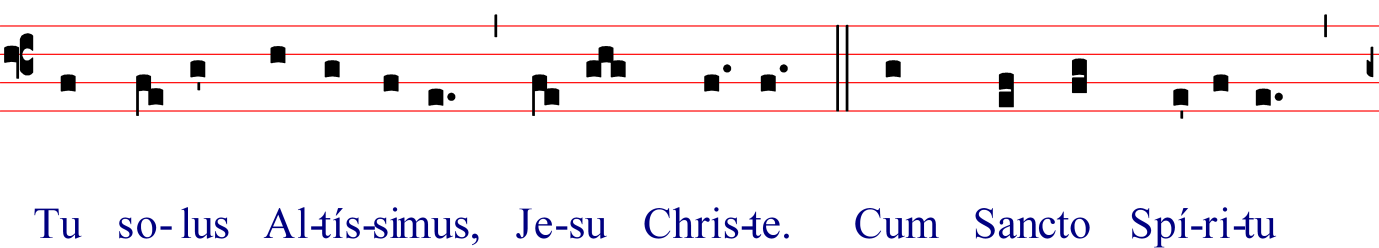 Tu so-lus Al-tís-simus, Je-su Chris-te. Cum Sancto Spí-ri-tu